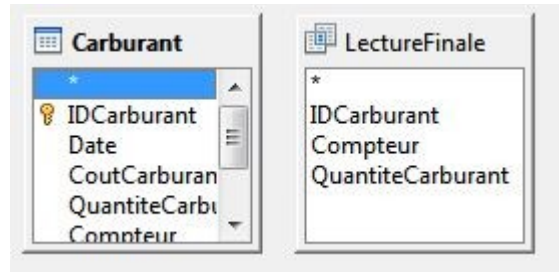 Carburant
*
IDCarburant
Date
CoutCarburan
QuantiteCarbu
Compteur
LectureFinale
*
IDCarburant
Compteur
QuantiteCarburant